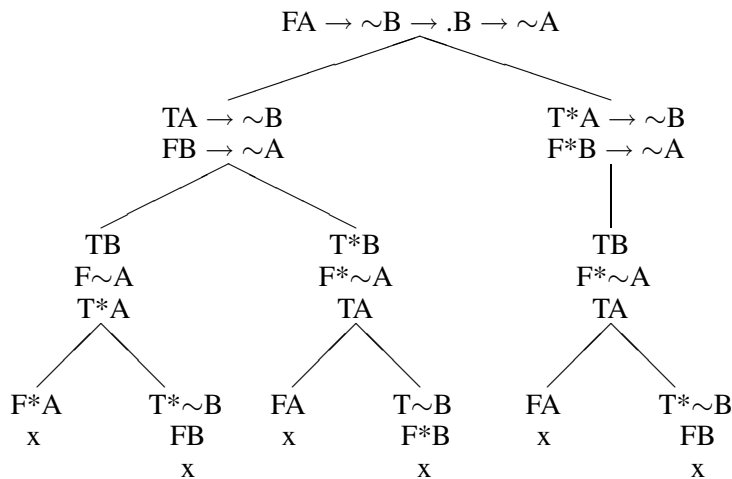 FA → ∼B → .B → ∼A
TA → ∼B T*A → ∼B
FB → ∼A F*B → ∼A
TB T*B TB
F∼A F*∼A F*∼A
T*A TA TA
F*A T*∼B FA T∼B FA T*∼B
x FB x F*B x FB
x x x